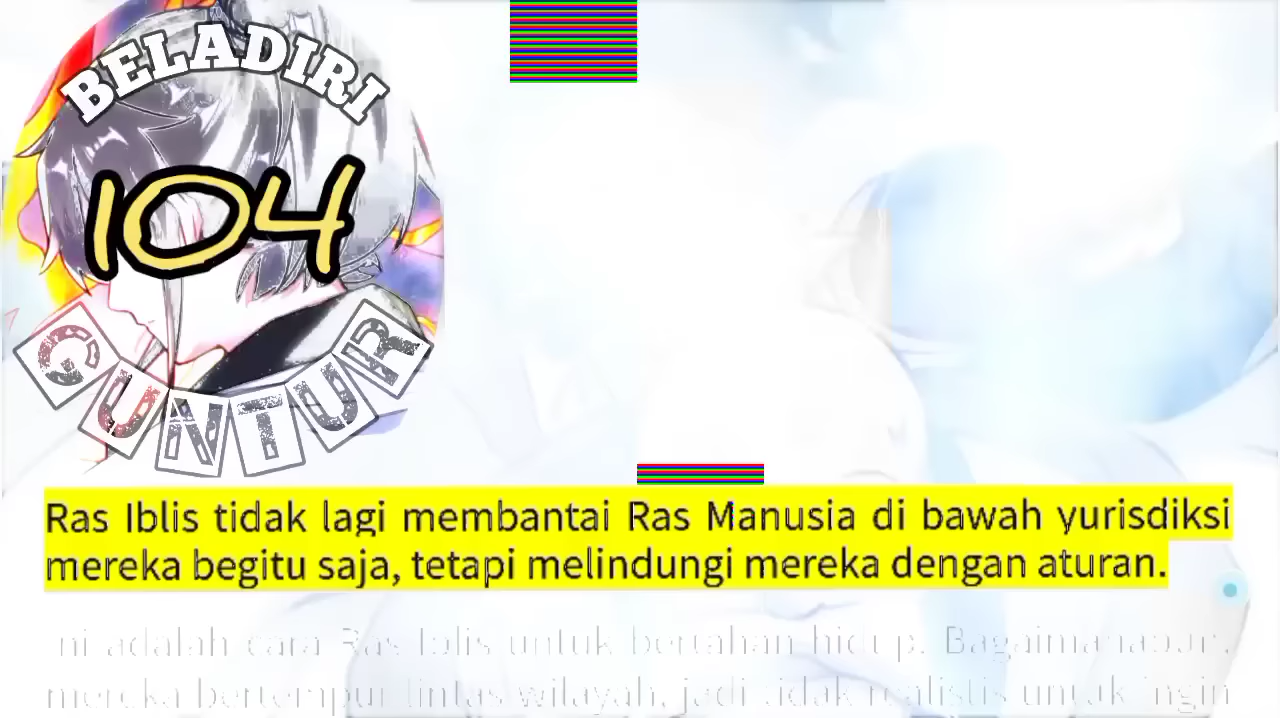 BELADIRI
104
GUNTUR
Ras Iblis tidak lagi membantai Ras Manusia di bawah yurisdiksi
mereka begitu saja, tetapi melindungi mereka dengan aturan.
adalah cara Ras Iblis untuk bertahan hidup. Bagaimanapun,
mereka bertempur lintas wilayah, jadi tidak realistis untuk ingin